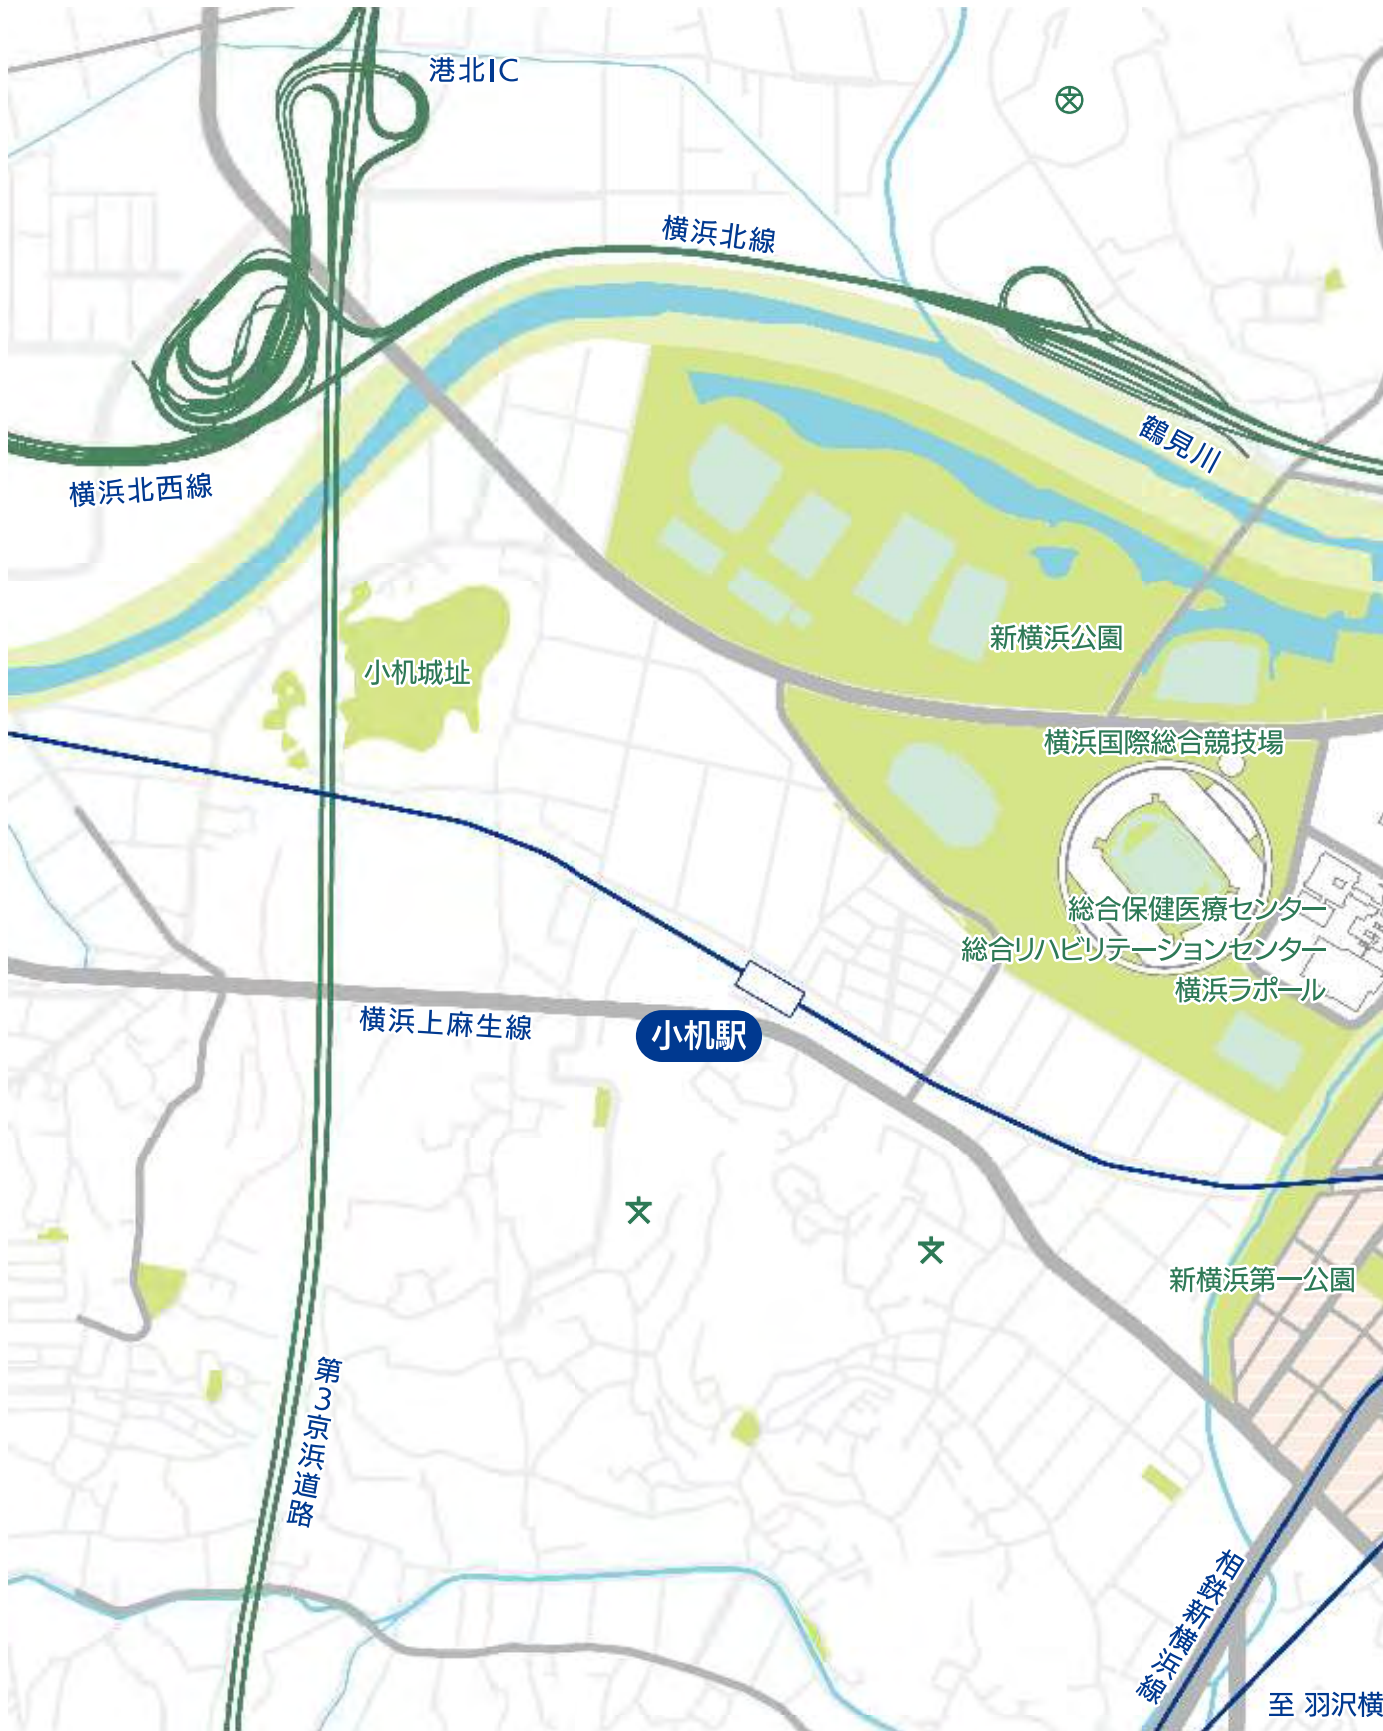 港北IC
横浜北線
鶴見川
横浜北西線
新横浜公園
小机城址
横浜国際総合競技場
総合保健医療センター
総合リハビリテーションセンター
横浜ラポール
横浜上麻生線
小机駅
新横浜第一公園
第3京浜道路
相鉄新横浜線
至 羽沢横